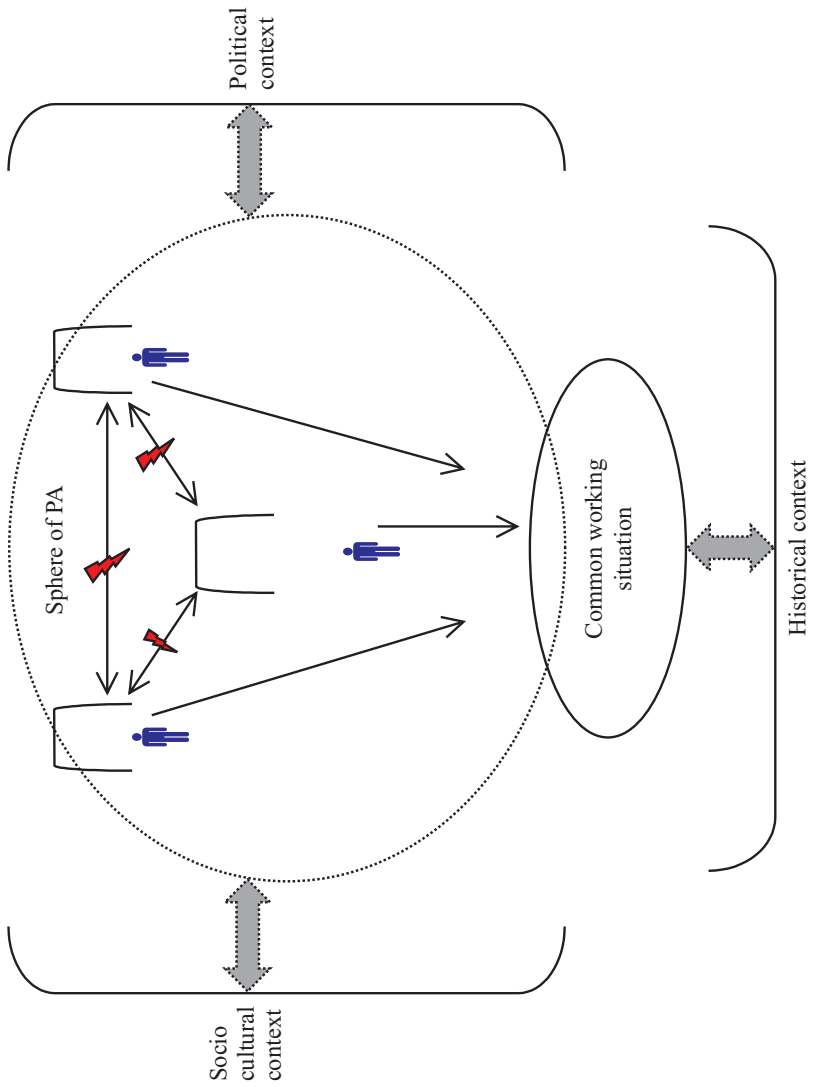 Sphere of PA
Socio
cultural
context
Political
context
Common working
situation
Historical context